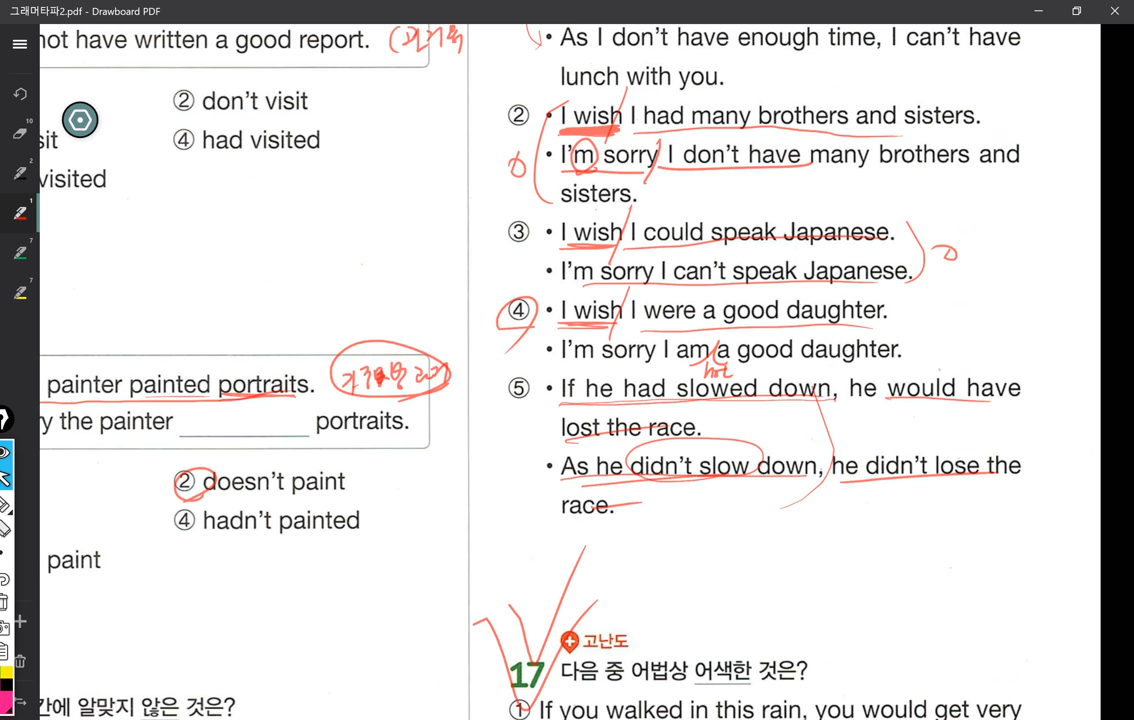 그래머타파2.pdf - Drawboard PDF
not have written a good report.
② don't visit
sit ④ had visited
visited
painter painted portraits.
ry the painter ____________ portraits.
② doesn't paint
④ hadn't painted
paint
간에 알맞지 않은 것은?
• As I don't have enough time, I can't have
lunch with you.
② • I wish I had many brothers and sisters.
• I'm sorry I don't have many brothers and
sisters.
③ • I wish I could speak Japanese.
• I'm sorry I can't speak Japanese.
④ • I wish I were a good daughter.
• I'm sorry I am a good daughter.
not
⑤ • If he had slowed down, he would have
lost the race.
• As he didn't slow down, he didn't lose the
race.
고난도
17 다음 중 어법상 어색한 것은?
① If you walked in this rain, you would get very